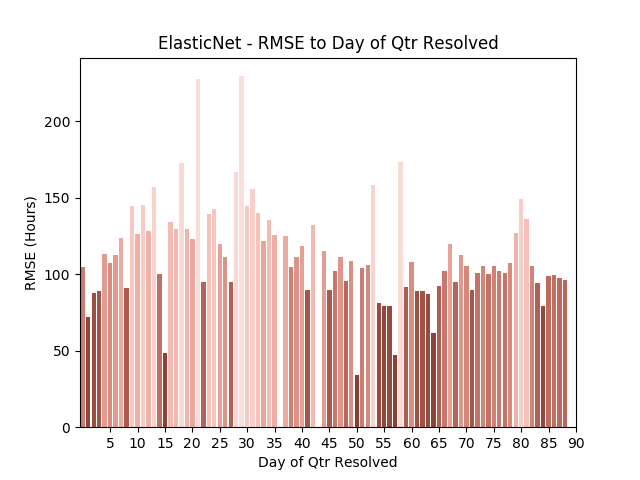 ElasticNet - RMSE to Day of Qtr Resolved
RMSE (Hours)
200
150
100
50
0
5 10 15 20 25 30 35 40 45 50 55 60 65 70 75 80 85 90
Day of Qtr Resolved